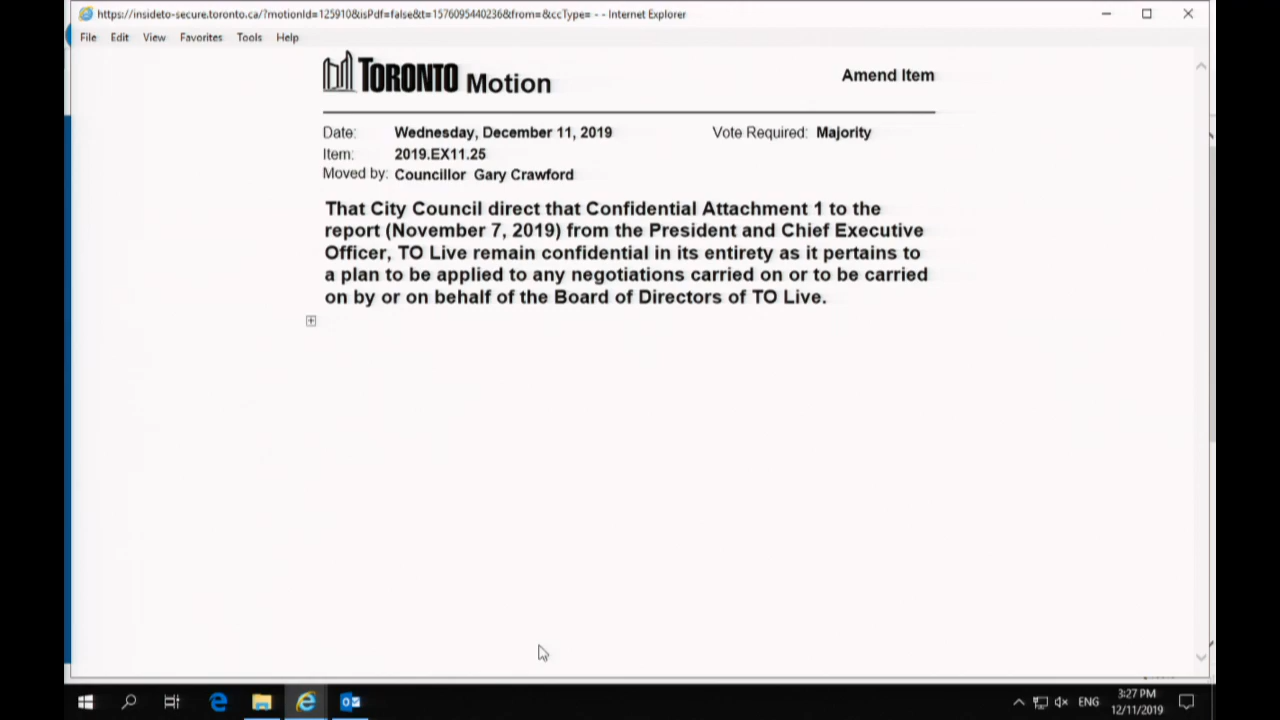 https://insideto-secure.toronto.ca/?motionId=125910&isPdf=false&t=1576095440236&from=&ccType= - - Internet Explorer
File Edit View Favorites Tools Help
TORONTO Motion
Amend Item
Date: Wednesday, December 11, 2019 Vote Required: Majority
Item: 2019.EX11.25
Moved by: Councillor Gary Crawford
That City Council direct that Confidential Attachment 1 to the
report (November 7, 2019) from the President and Chief Executive
Officer, TO Live remain confidential in its entirety as it pertains to
a plan to be applied to any negotiations carried on or to be carried
on by or on behalf of the Board of Directors of TO Live.
ENG
3:27 PM
12/11/2019